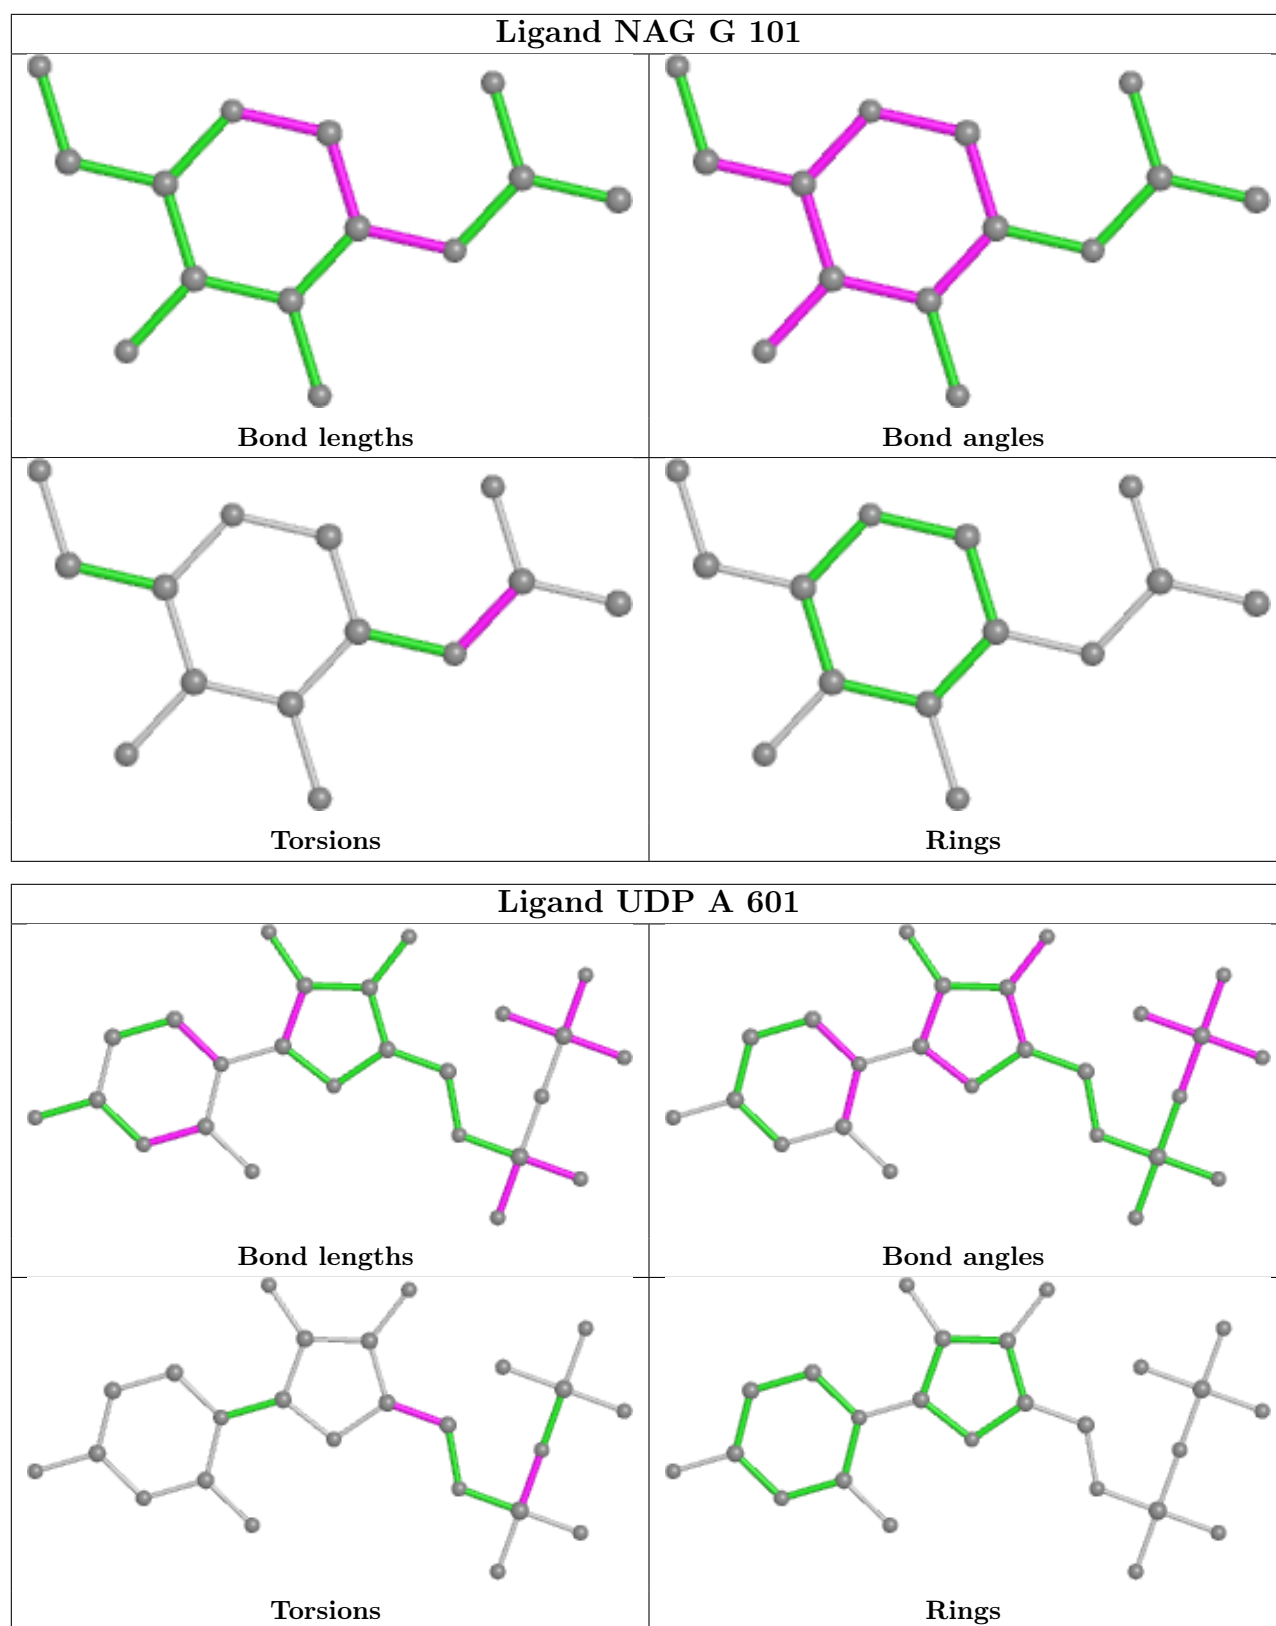 Ligand NAG G 101
Bond lengths
Bond angles
Torsions
Rings
Ligand UDP A 601
Bond lengths
Bond angles
Torsions
Rings